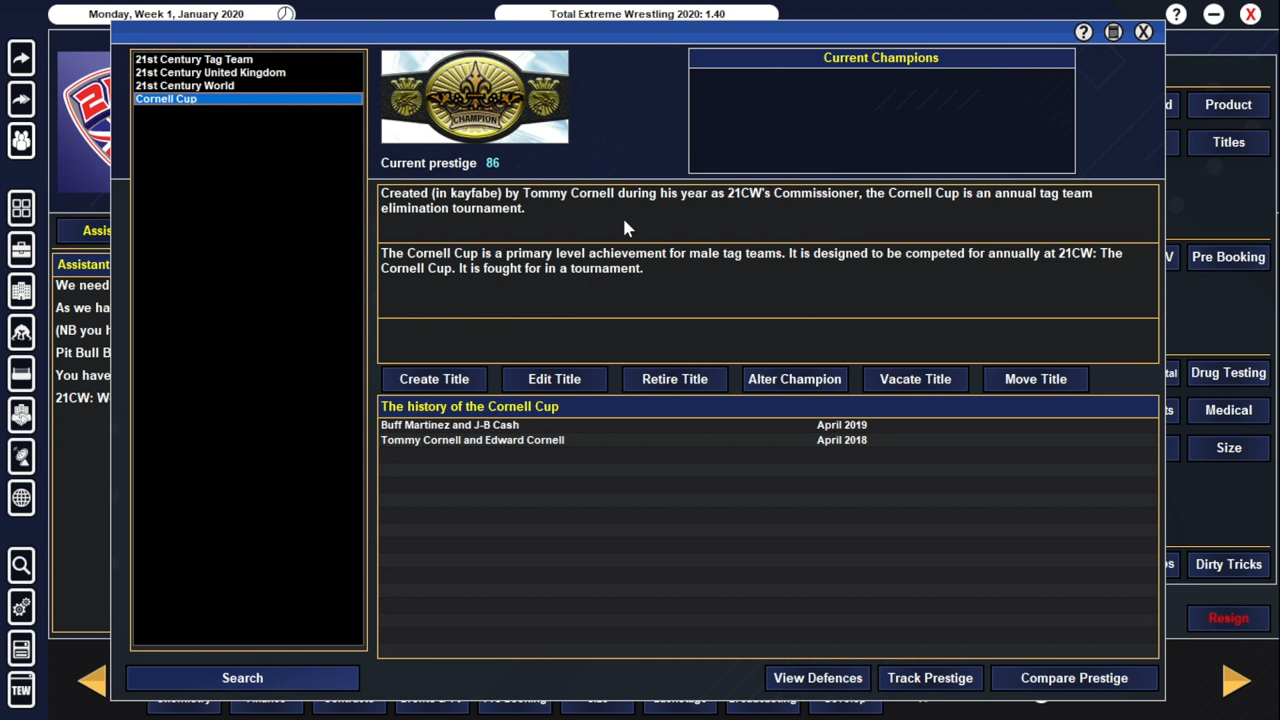 Monday, Week 1, January 2020
Total Extreme Wrestling 2020: 1.40
? X
? X
21st Century Tag Team
21st Century United Kingdom
21st Century World
Cornell Cup
CHAMPION
Current prestige 86
Current Champions
Created (in kayfabe) by Tommy Cornell during his year as 21CW's Commissioner, the Cornell Cup is an annual tag team
elimination tournament.
The Cornell Cup is a primary level achievement for male tag teams. It is designed to be competed for annually at 21CW: The
Cornell Cup. It is fought for in a tournament.
Create Title Edit Title Retire Title Alter Champion Vacate Title Move Title
The history of the Cornell Cup
Buff Martinez and J-B Cash April 2019
Tommy Cornell and Edward Cornell April 2018
Search View Defences Track Prestige Compare Prestige
Assis
Assistant
We need
As we ha
(NB you h
Pit Bull B
You have
21CW: W
d Product
Titles
V Pre Booking
tal Drug Testing
ts Medical
Size
s Dirty Tricks
Resign
TEW